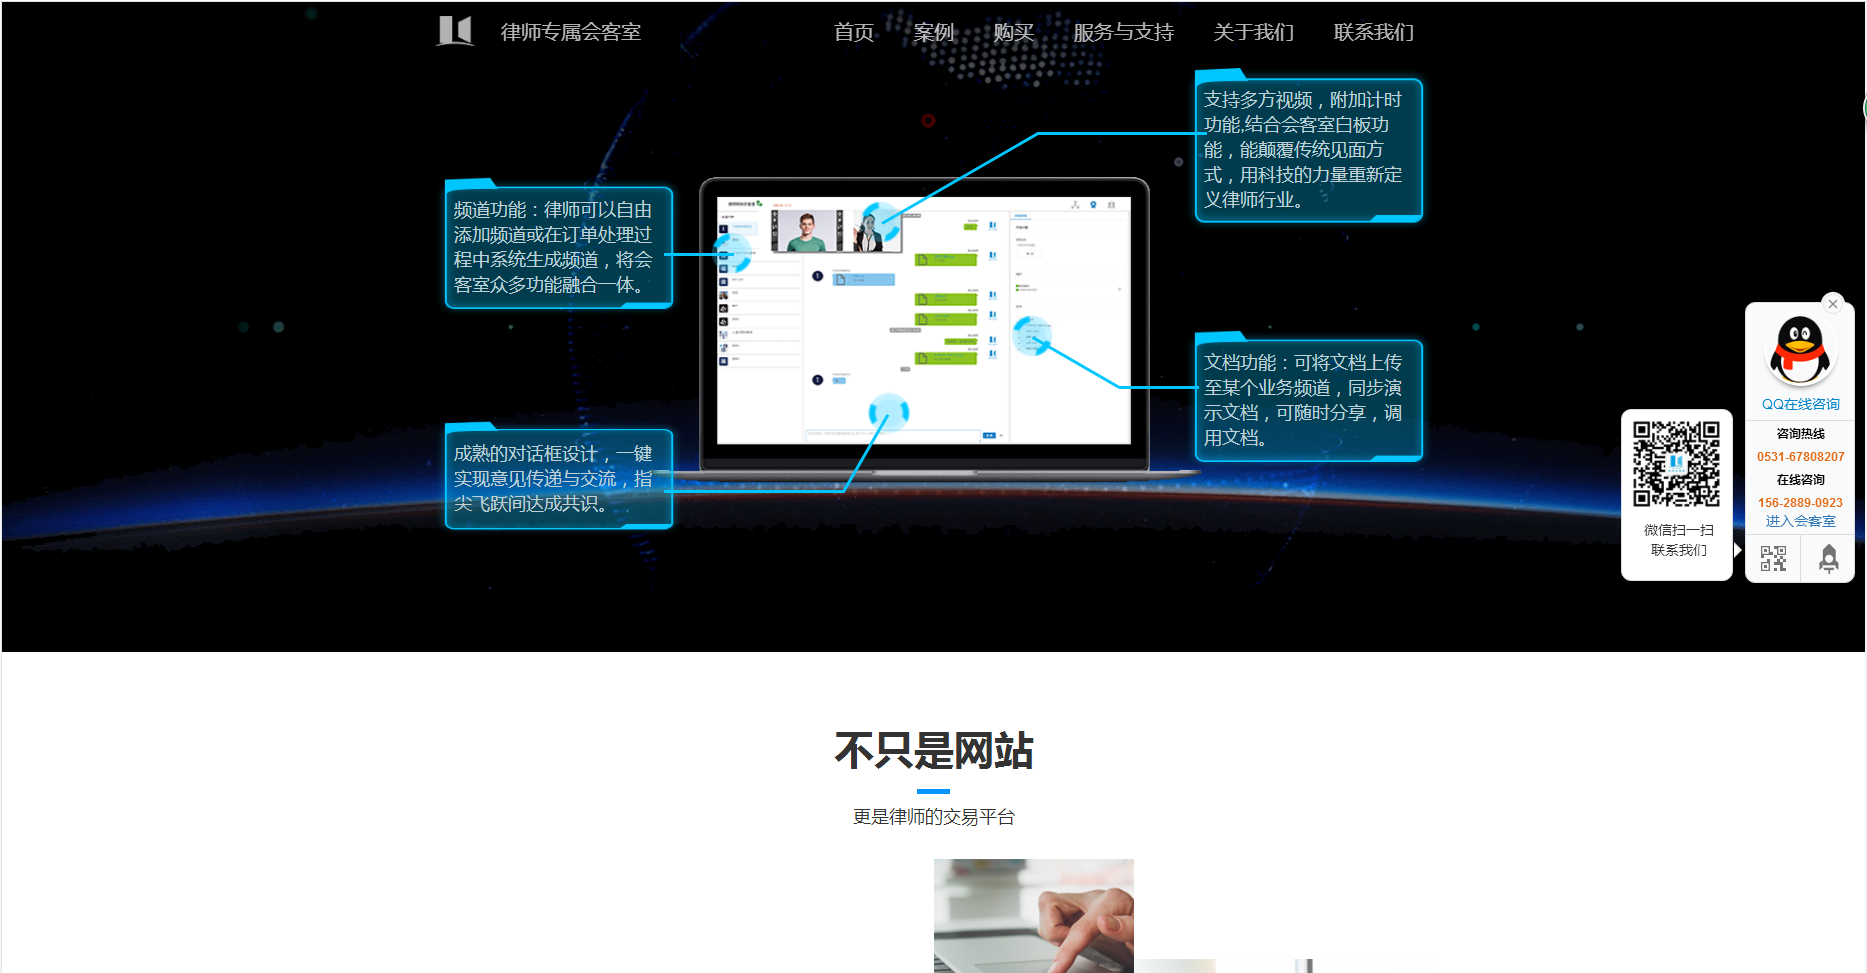 律师专属会客室
首页
案例
购买
服务与支持
关于我们
联系我们
支持多方视频，附加计时
功能,结合会客室白板功
能，能颠覆传统见面方
式，用科技的力量重新定
义律师行业。
频道功能：律师可以自由
添加频道或在订单处理过
程中系统生成频道，将会
客室众多功能融合一体。
文档功能：可将文档上传
至某个业务频道，同步演
示文档，可随时分享，调
用文档。
成熟的对话框设计，一键
实现意见传递与交流，指
尖飞跃间达成共识。
QQ在线咨询
咨询热线
0531-67808207
在线咨询
156-2889-0923
进入会客室
微信扫一扫
联系我们
不只是网站
更是律师的交易平台